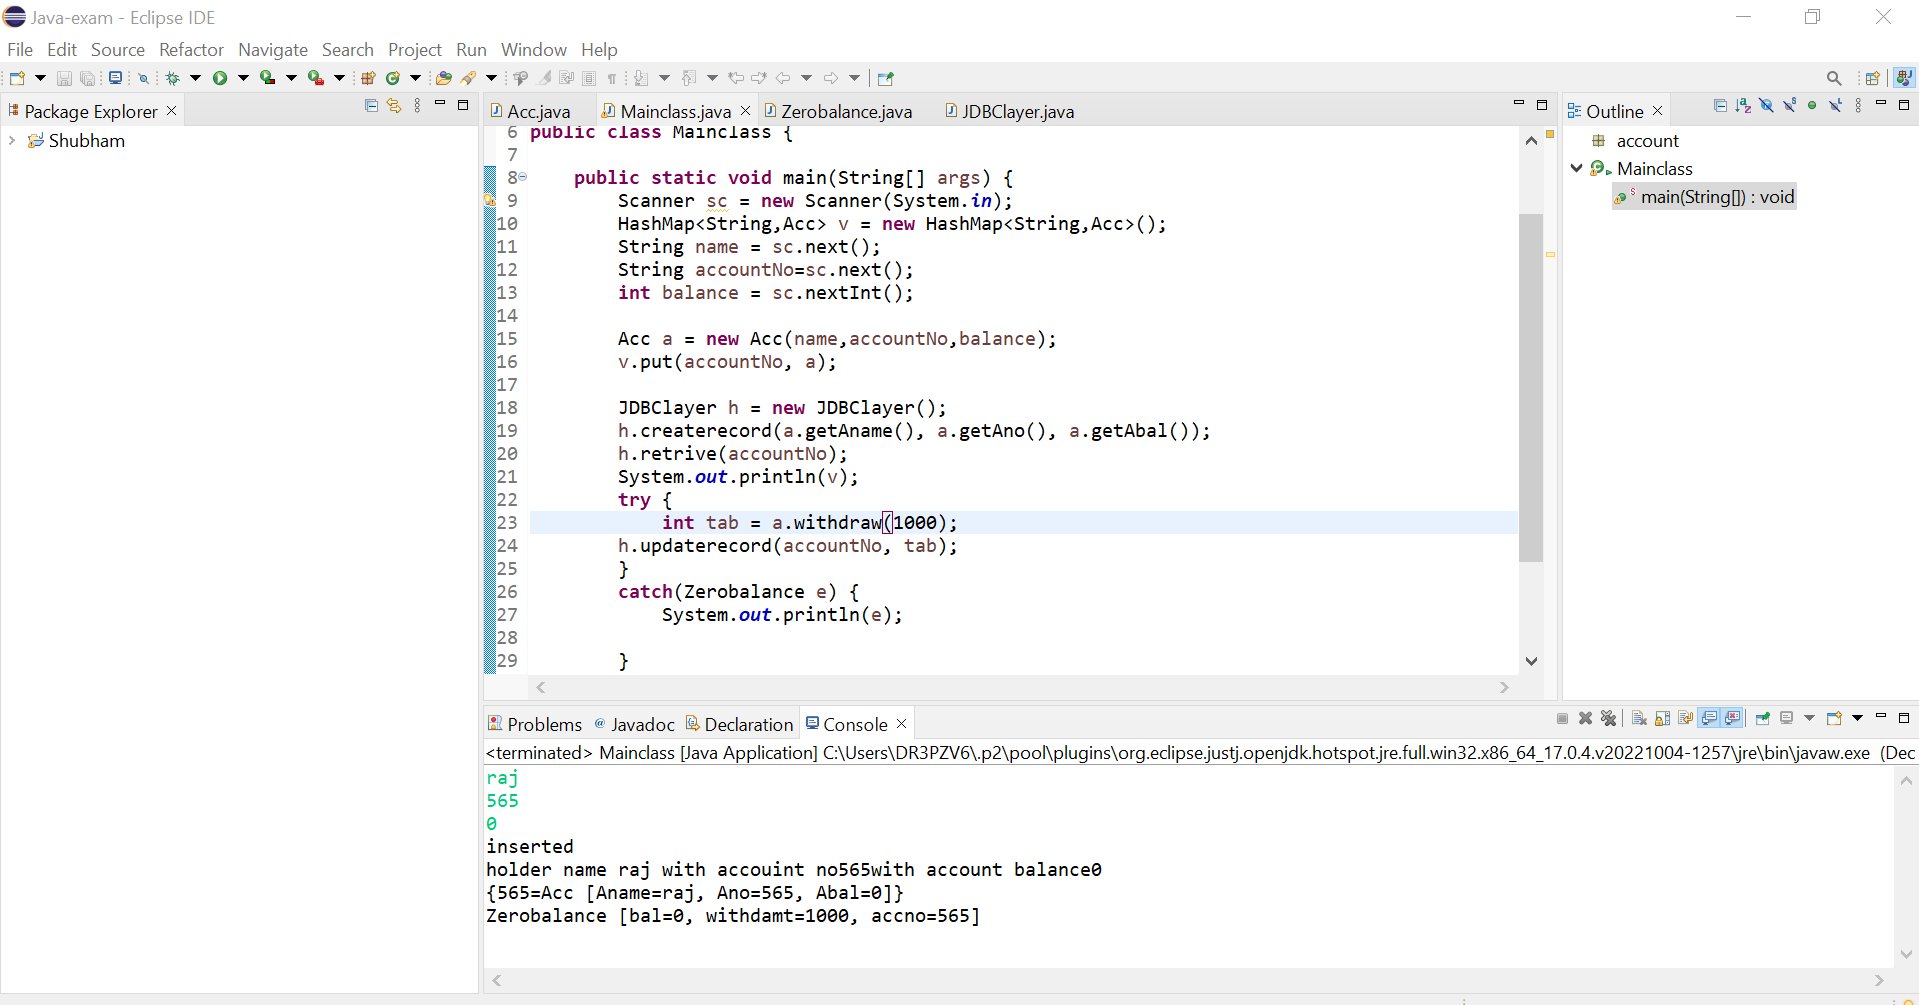 Java-exam - Eclipse IDE
File Edit Source Refactor Navigate Search Project Run Window Help
Package Explorer
Shubham
Acc.java Mainclass.java Zerobalance.java JDBClayer.java
6 public class Mainclass {
7
8 public static void main(String[] args) {
9 Scanner sc = new Scanner(System.in);
10 HashMap<String,Acc> v = new HashMap<String,Acc>();
11 String name = sc.next();
12 String accountNo=sc.next();
13 int balance = sc.nextInt();
14
15 Acc a = new Acc(name,accountNo,balance);
16 v.put(accountNo, a);
17
18 JDBClayer h = new JDBClayer();
19 h.createrecord(a.getAname(), a.getAno(), a.getAbal());
20 h.retrive(accountNo);
21 System.out.println(v);
22 try {
23 int tab = a.withdraw(1000);
24 h.updaterecord(accountNo, tab);
25 }
26 catch(Zerobalance e) {
27 System.out.println(e);
28
29 }
Outline
account
Mainclass
main(String[]) : void
Problems Javadoc Declaration Console
<terminated> Mainclass [Java Application] C:\Users\DR3PZV6\.p2\pool\plugins\org.eclipse.justj.openjdk.hotspot.jre.full.win32.x86_64_17.0.4.v20221004-1257\jre\bin\javaw.exe (Dec
raj
565
0
inserted
holder name raj with accouint no565with account balance0
{565=Acc [Aname=raj, Ano=565, Abal=0]}
Zerobalance [bal=0, withdamt=1000, accno=565]